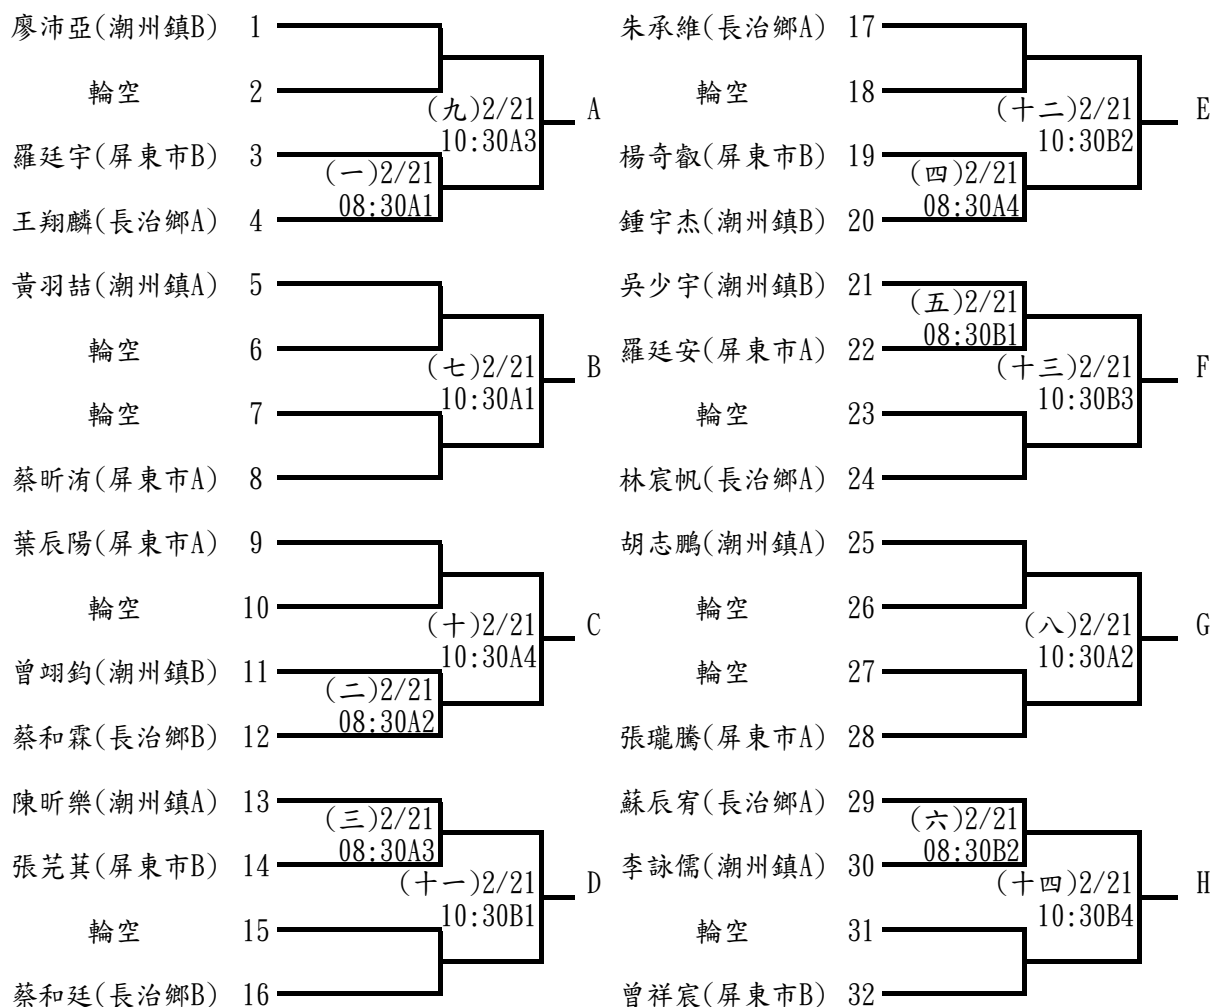 廖沛亞(潮州鎮B) 1
輪空 2
(九)2/21
10:30A3
A
羅廷宇(屏東市B) 3
(一)2/21
08:30A1
王翔麟(長治鄉A) 4
黃羽喆(潮州鎮A) 5
輪空 6
(七)2/21
10:30A1
B
輪空 7
蔡昕洧(屏東市A) 8
葉辰陽(屏東市A) 9
輪空 10
(十)2/21
10:30A4
C
曾翊鈞(潮州鎮B) 11
(二)2/21
08:30A2
蔡和霖(長治鄉B) 12
陳昕樂(潮州鎮A) 13
(三)2/21
08:30A3
張芫萁(屏東市B) 14
(十一)2/21
10:30B1
D
輪空 15
蔡和廷(長治鄉B) 16
朱承維(長治鄉A) 17
輪空 18
(十二)2/21
10:30B2
E
楊奇叡(屏東市B) 19
(四)2/21
08:30A4
鍾宇杰(潮州鎮B) 20
吳少宇(潮州鎮B) 21
(五)2/21
08:30B1
羅廷安(屏東市A) 22
(十三)2/21
10:30B3
F
輪空 23
林宸帆(長治鄉A) 24
胡志鵬(潮州鎮A) 25
輪空 26
(八)2/21
10:30A2
G
輪空 27
張瓏騰(屏東市A) 28
蘇辰宥(長治鄉A) 29
(六)2/21
08:30B2
李詠儒(潮州鎮A) 30
(十四)2/21
10:30B4
H
輪空 31
曾祥宸(屏東市B) 32